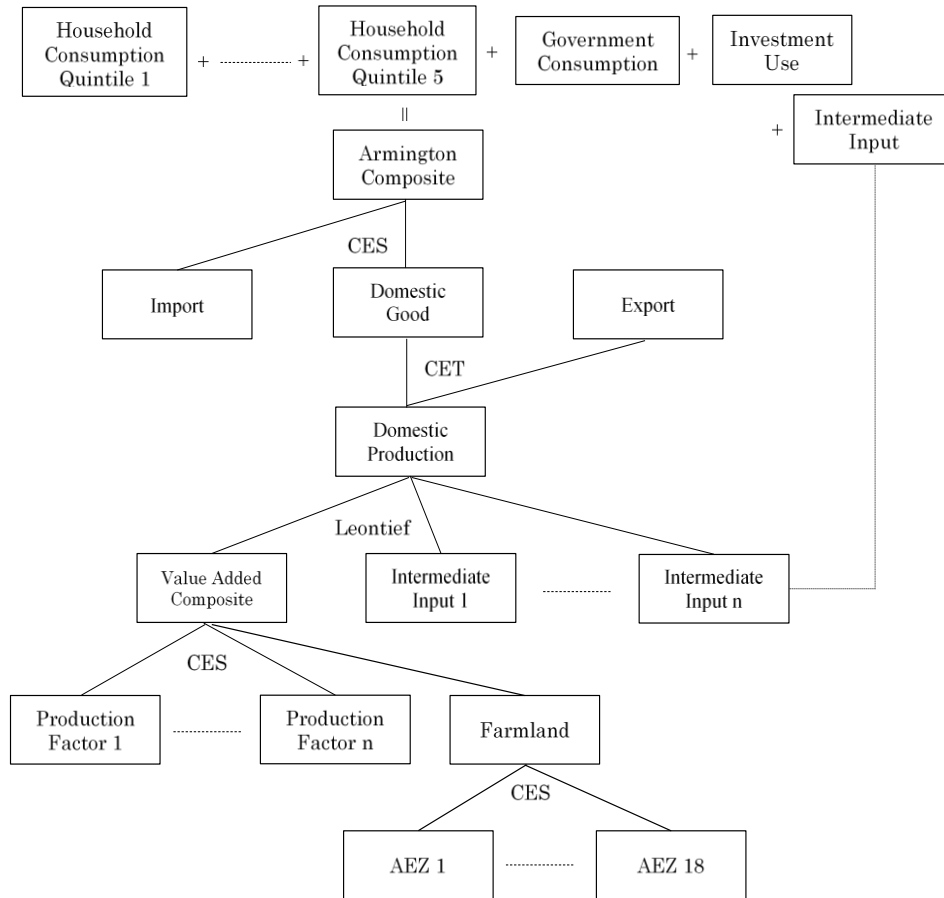 Household
Consumption
Quintile 1
+
+
Household
Consumption
Quintile 5
+
Government
Consumption
+
Investment
Use
+
Intermediate
Input
=
Armington
Composite
CES
Import
Domestic
Good
Export
CET
Domestic
Production
Leontief
Value Added
Composite
Intermediate
Input 1
Intermediate
Input n
CES
Production
Factor 1
Production
Factor n
Farmland
CES
AEZ 1
AEZ 18